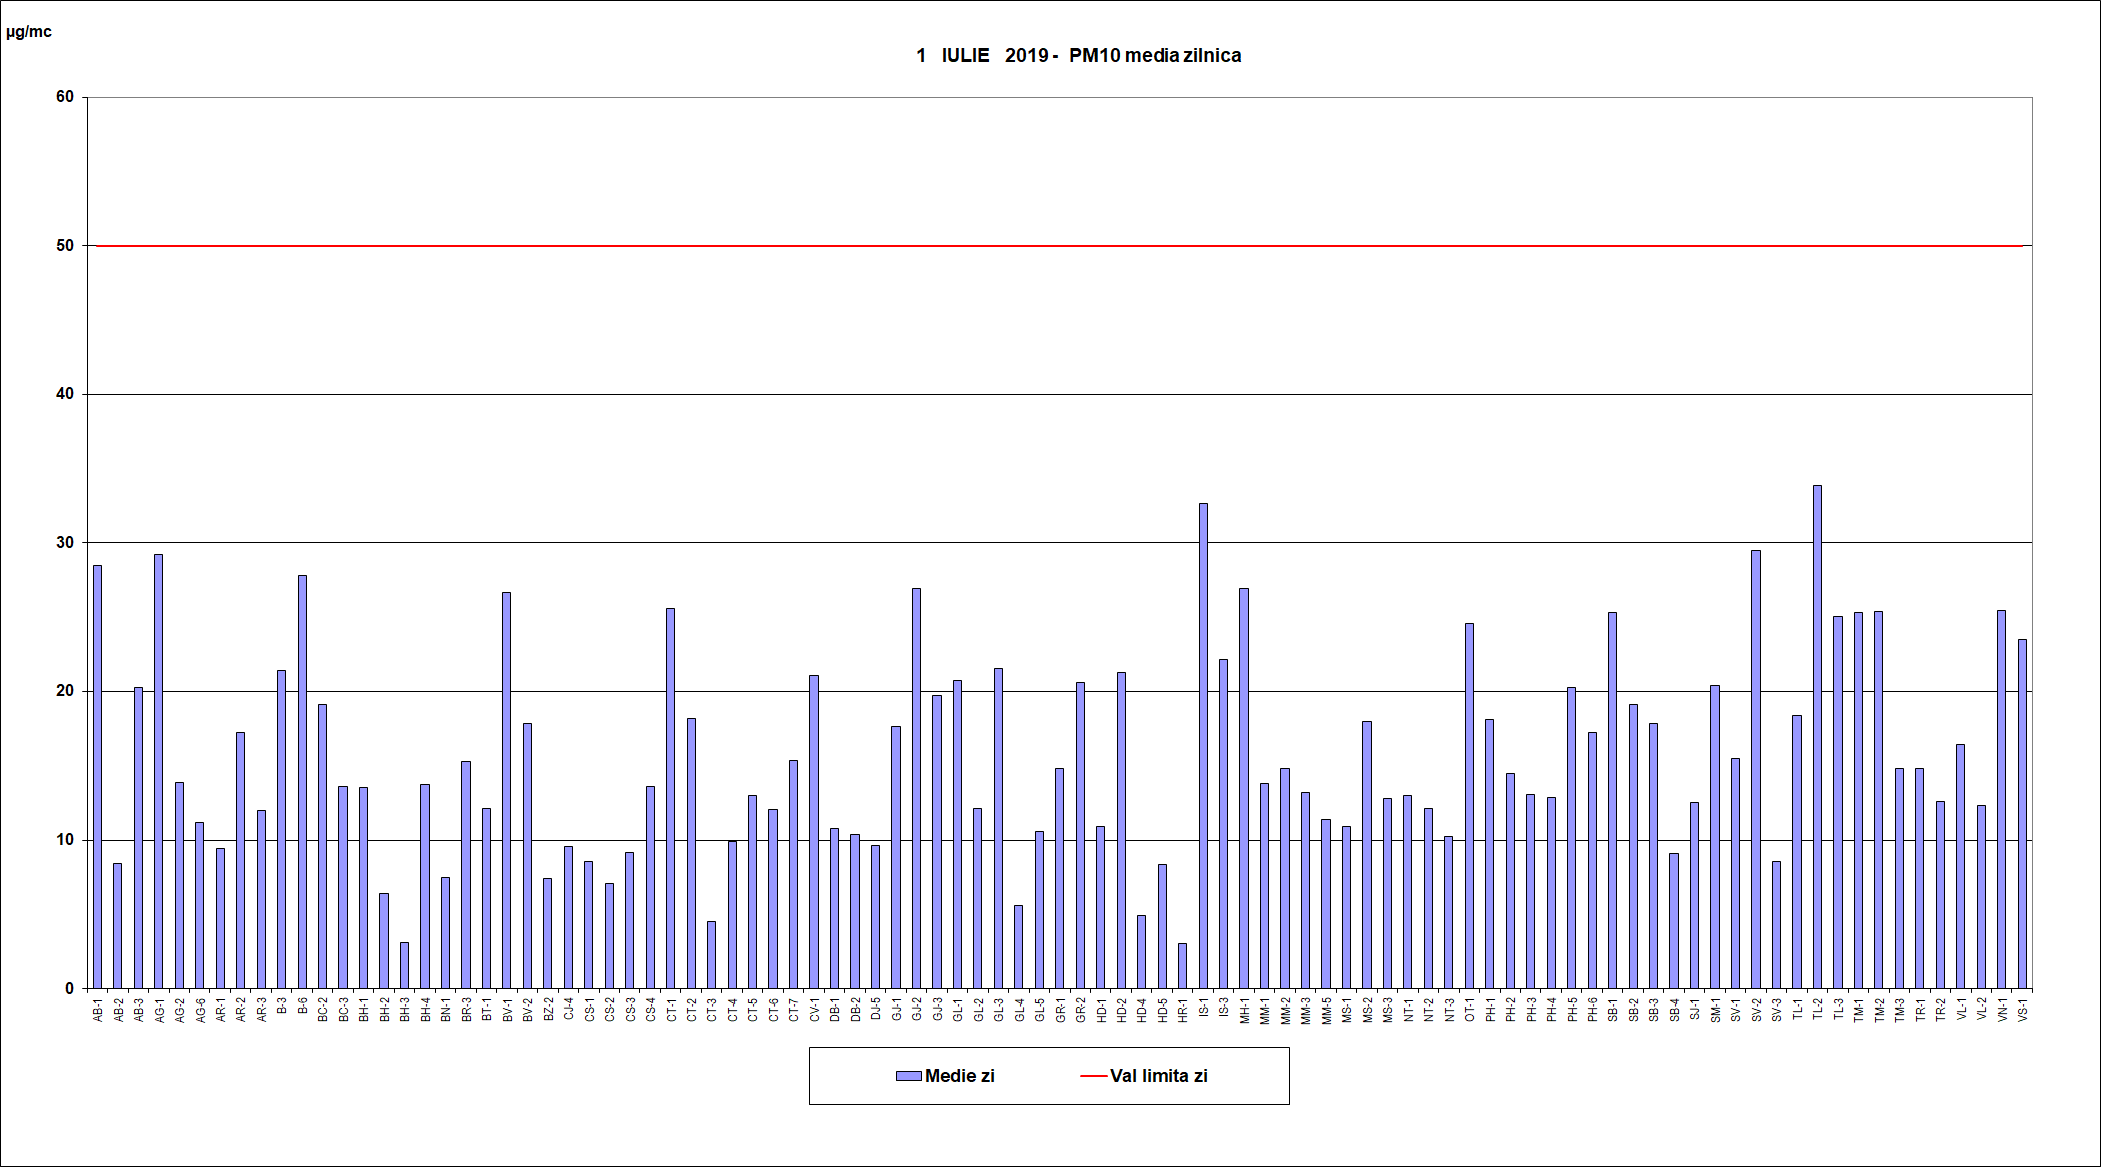 µg/mc
1 IULIE 2019 - PM10 media zilnica
60
50
40
30
20
10
0
AB-1 AB-2 AB-3 AG-1 AG-2 AG-6 AR-1 AR-2 AR-3 B-3 B-6 BC-2 BC-3 BH-1 BH-2 BH-3 BH-4 BN-1 BR-3 BT-1 BV-1 BV-2 BZ-2 CJ-4 CS-1 CS-2 CS-3 CS-4 CT-1 CT-2 CT-3 CT-4 CT-5 CT-6 CT-7 CV-1 DB-1 DB-2 DJ-5 GJ-1 GJ-2 GJ-3 GL-1 GL-2 GL-3 GL-4 GL-5 GR-1 GR-2 HD-1 HD-2 HD-4 HD-5 HR-1 IS-1 IS-3 MH-1 MM-1 MM-2 MM-3 MM-5 MS-1 MS-2 MS-3 NT-1 NT-2 NT-3 OT-1 PH-1 PH-2 PH-3 PH-4 PH-5 PH-6 SB-1 SB-2 SB-3 SB-4 SJ-1 SM-1 SV-1 SV-2 SV-3 TL-1 TL-2 TL-3 TM-1 TM-2 TM-3 TR-1 TR-2 VL-1 VL-2 VN-1 VS-1
Medie zi Val limita zi